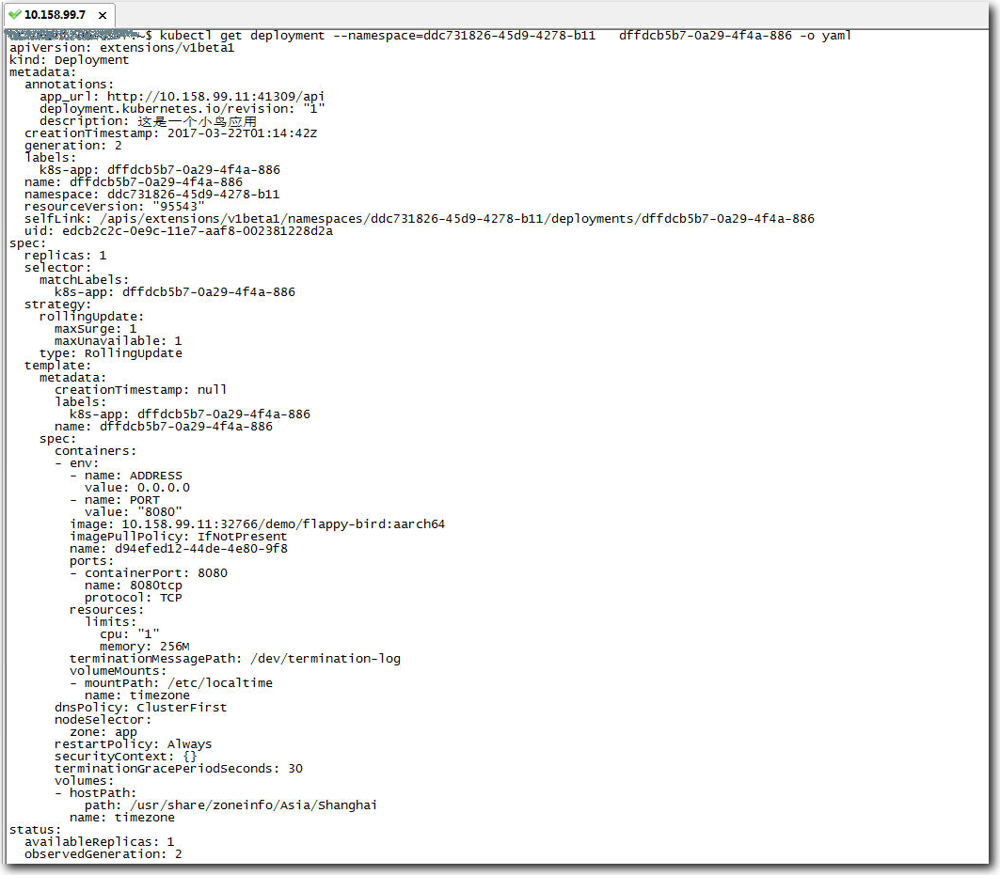 10.158.99.7 ×
:~$ kubectl get deployment --namespace=ddc731826-45d9-4278-b11   dffdcb5b7-0a29-4f4a-886 -o yaml
apiVersion: extensions/v1beta1
kind: Deployment
metadata:
  annotations:
    app_url: http://10.158.99.11:41309/api
    deployment.kubernetes.io/revision: "1"
    description: 这是一个小鸟应用
  creationTimestamp: 2017-03-22T01:14:42Z
  generation: 2
  labels:
    k8s-app: dffdcb5b7-0a29-4f4a-886
  name: dffdcb5b7-0a29-4f4a-886
  namespace: ddc731826-45d9-4278-b11
  resourceVersion: "95543"
  selfLink: /apis/extensions/v1beta1/namespaces/ddc731826-45d9-4278-b11/deployments/dffdcb5b7-0a29-4f4a-886
  uid: edcb2c2c-0e9c-11e7-aaf8-002381228d2a
spec:
  replicas: 1
  selector:
    matchLabels:
      k8s-app: dffdcb5b7-0a29-4f4a-886
  strategy:
    rollingUpdate:
      maxSurge: 1
      maxUnavailable: 1
    type: RollingUpdate
  template:
    metadata:
      creationTimestamp: null
      labels:
        k8s-app: dffdcb5b7-0a29-4f4a-886
      name: dffdcb5b7-0a29-4f4a-886
    spec:
      containers:
      - env:
        - name: ADDRESS
          value: 0.0.0.0
        - name: PORT
          value: "8080"
        image: 10.158.99.11:32766/demo/flappy-bird:aarch64
        imagePullPolicy: IfNotPresent
        name: d94efed12-44de-4e80-9f8
        ports:
        - containerPort: 8080
          name: 8080tcp
          protocol: TCP
        resources:
          limits:
            cpu: "1"
            memory: 256M
        terminationMessagePath: /dev/termination-log
        volumeMounts:
        - mountPath: /etc/localtime
          name: timezone
      dnsPolicy: ClusterFirst
      nodeSelector:
        zone: app
      restartPolicy: Always
      securityContext: {}
      terminationGracePeriodSeconds: 30
      volumes:
      - hostPath:
          path: /usr/share/zoneinfo/Asia/Shanghai
        name: timezone
status:
  availableReplicas: 1
  observedGeneration: 2